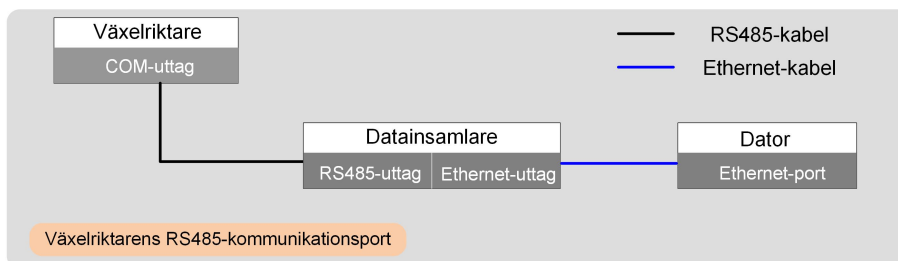 Växelriktare
COM-uttag
RS485-kabel
Ethernet-kabel
Datainsamlare
RS485-uttag Ethernet-uttag
Dator
Ethernet-port
Växelriktarens RS485-kommunikationsport